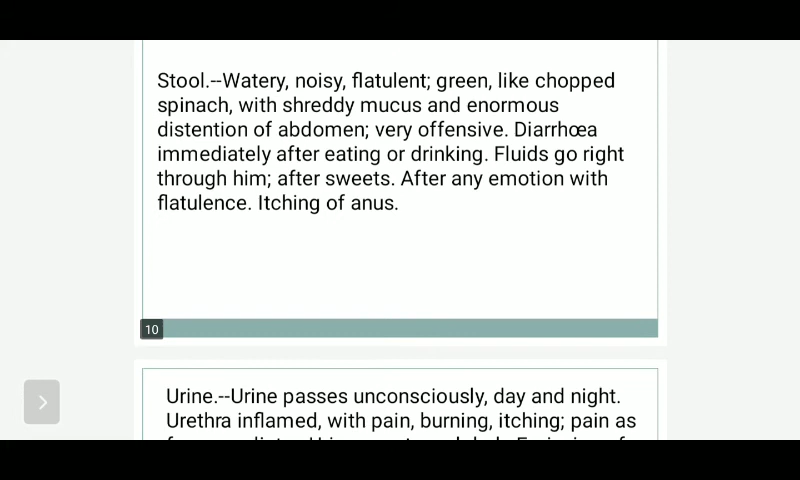 Stool.--Watery, noisy, flatulent; green, like chopped
spinach, with shreddy mucus and enormous
distention of abdomen; very offensive. Diarrhœa
immediately after eating or drinking. Fluids go right
through him; after sweets. After any emotion with
flatulence. Itching of anus.
10
Urine.--Urine passes unconsciously, day and night.
Urethra inflamed, with pain, burning, itching; pain as